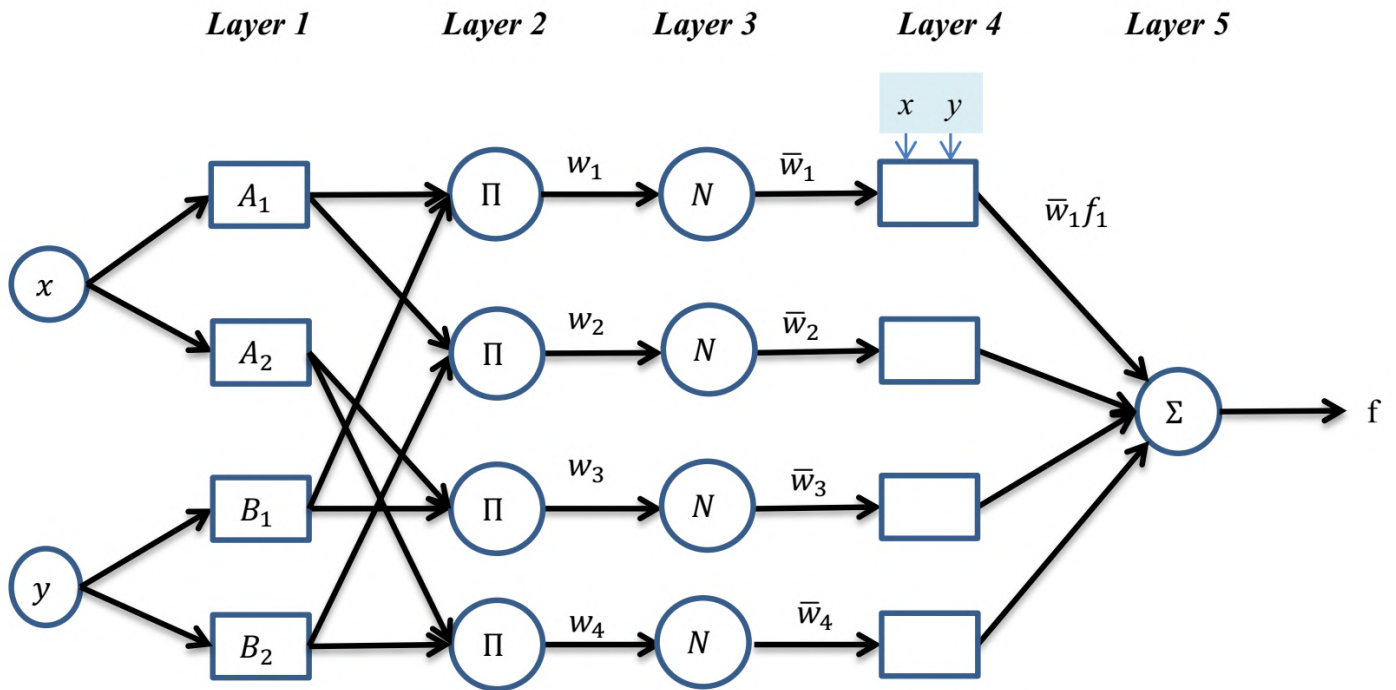 Layer 1 Layer 2 Layer 3 Layer 4 Layer 5
x y
A₁ Π w₁ N w̅₁ w̅₁f₁
x
A₂ Π w₂ N w̅₂
Σ f
B₁ Π w₃ N w̅₃
y
B₂ Π w₄ N w̅₄